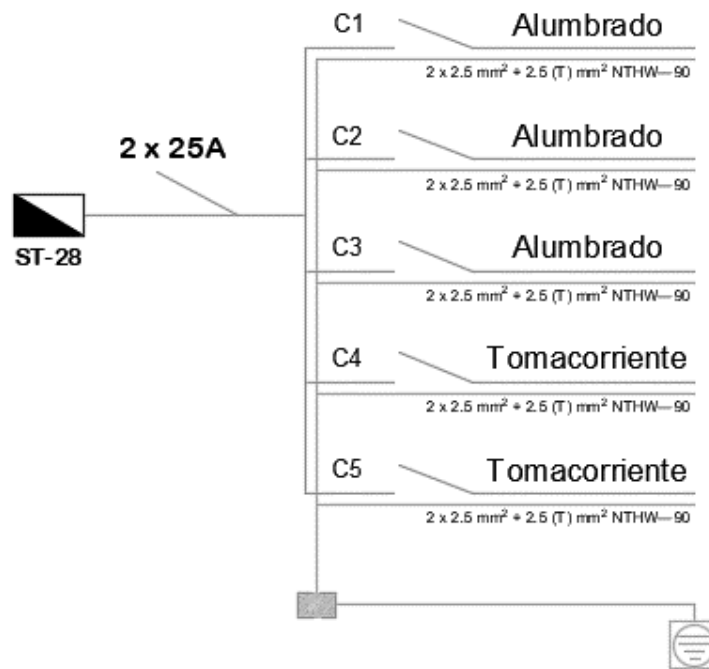 C1 Alumbrado
2 x 2.5 mm² + 2.5 (T) mm² NTHW—90
C2 Alumbrado
2 x 2.5 mm² + 2.5 (T) mm² NTHW—90
2 x 25A
ST-28
C3 Alumbrado
2 x 2.5 mm² + 2.5 (T) mm² NTHW—90
C4 Tomacorriente
2 x 2.5 mm² + 2.5 (T) mm² NTHW—90
C5 Tomacorriente
2 x 2.5 mm² + 2.5 (T) mm² NTHW—90